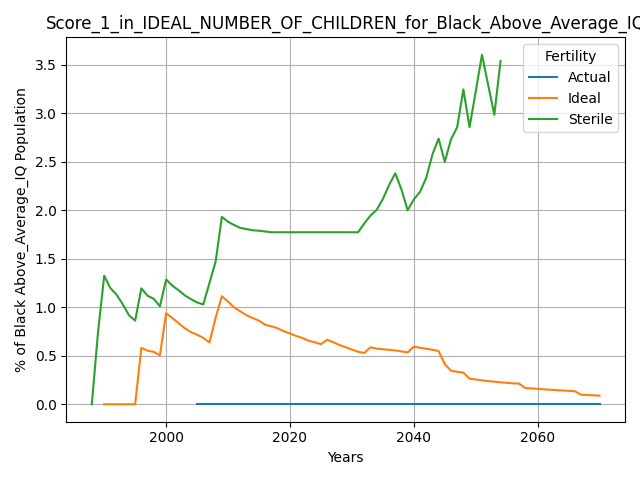 Score_1_in_IDEAL_NUMBER_OF_CHILDREN_for_Black_Above_Average_IQ
Fertility
Actual
Ideal
Sterile
% of Black Above_Average_IQ Population
3.5
3.0
2.5
2.0
1.5
1.0
0.5
0.0
2000 2020 2040 2060
Years